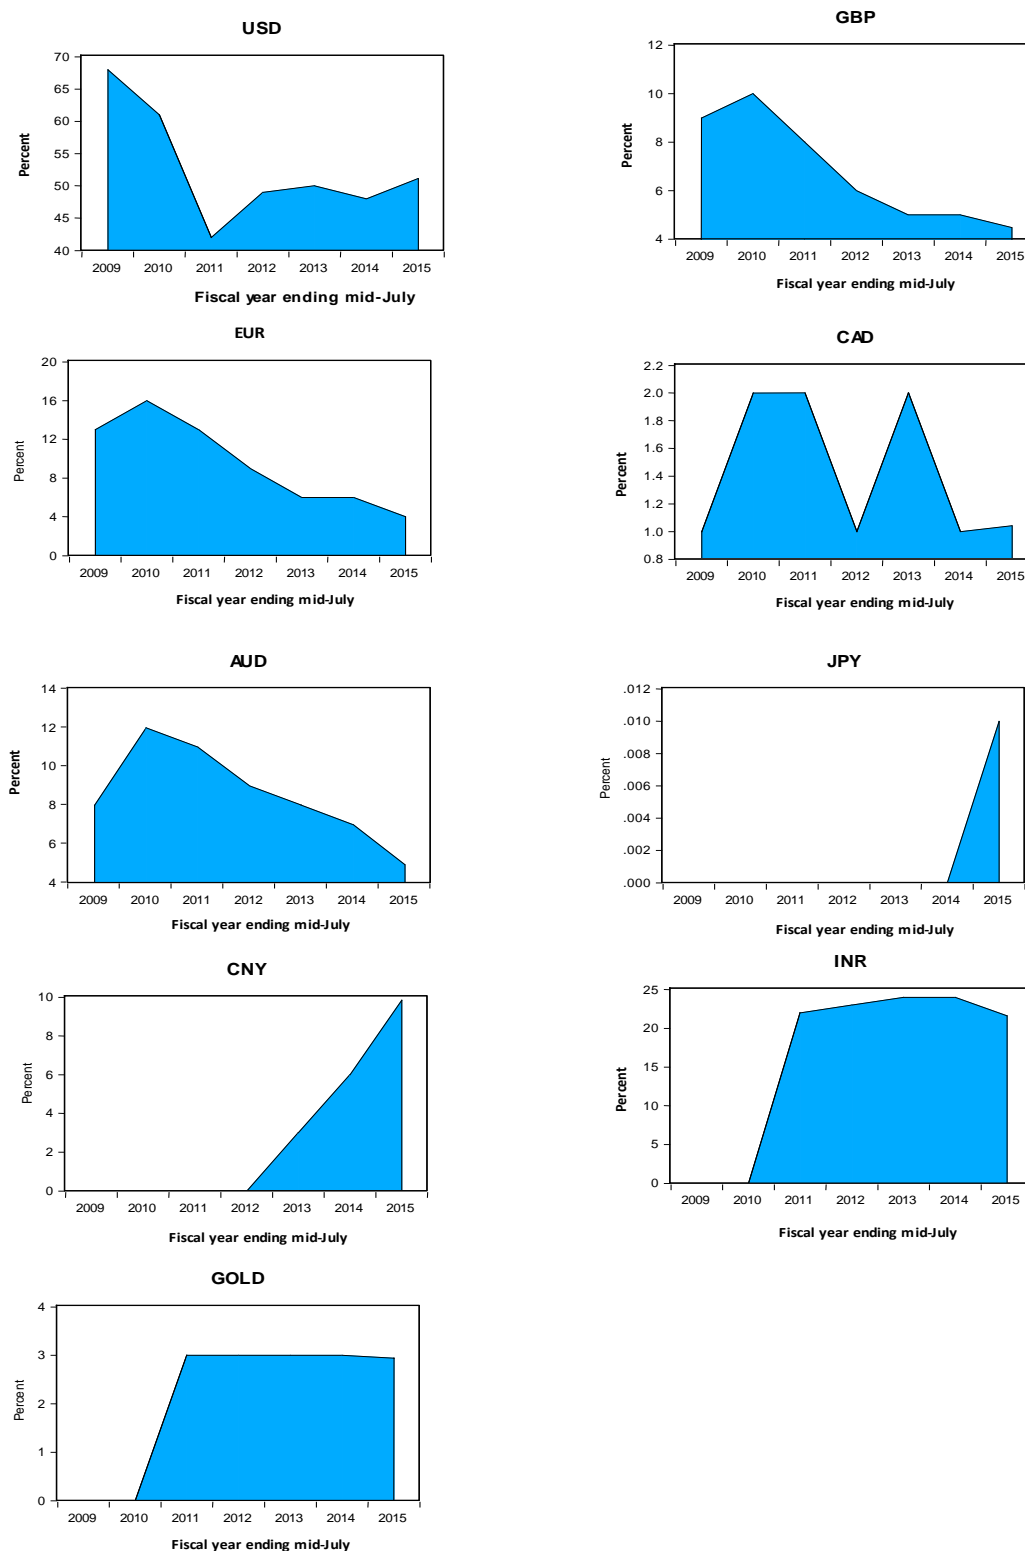 USD
70
65
60
55
50
45
40
Percent
2009 2010 2011 2012 2013 2014 2015
Fiscal year ending mid-July
GBP
12
10
8
6
4
Percent
2009 2010 2011 2012 2013 2014 2015
Fiscal year ending mid-July
EUR
20
16
12
8
4
0
Percent
2009 2010 2011 2012 2013 2014 2015
Fiscal year ending mid-July
CAD
2.2
2.0
1.8
1.6
1.4
1.2
1.0
0.8
Percent
2009 2010 2011 2012 2013 2014 2015
Fiscal year ending mid-July
AUD
14
12
10
8
6
4
Percent
2009 2010 2011 2012 2013 2014 2015
Fiscal year ending mid-July
JPY
.012
.010
.008
.006
.004
.002
.000
Percent
2009 2010 2011 2012 2013 2014 2015
Fiscal year ending mid-July
CNY
10
8
6
4
2
0
Percent
2009 2010 2011 2012 2013 2014 2015
Fiscal year ending mid-July
INR
25
20
15
10
5
0
Percent
2009 2010 2011 2012 2013 2014 2015
Fiscal year ending mid-July
GOLD
4
3
2
1
0
Percent
2009 2010 2011 2012 2013 2014 2015
Fiscal year ending mid-July